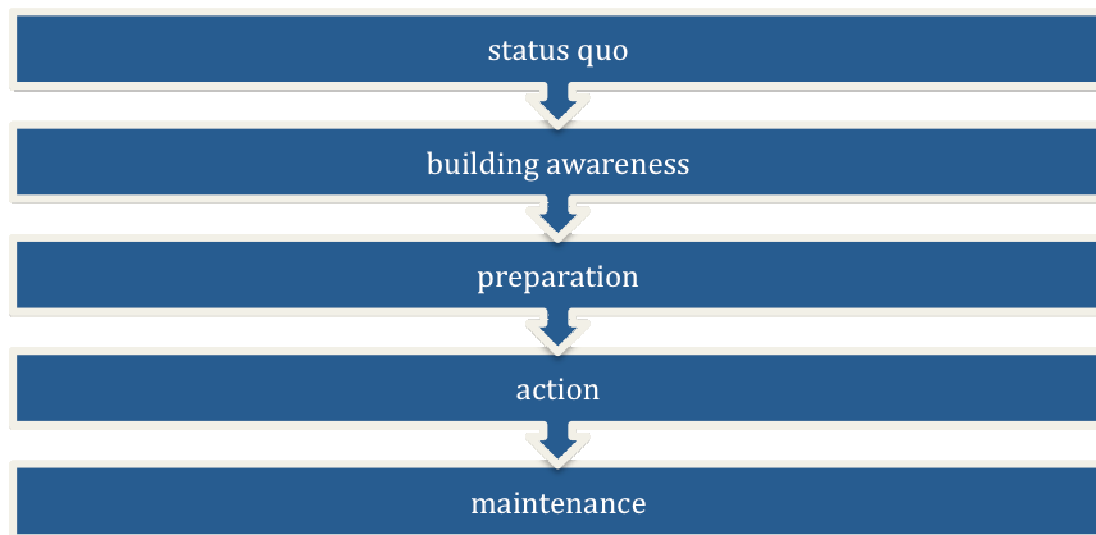 status quo
building awareness
preparation
action
maintenance